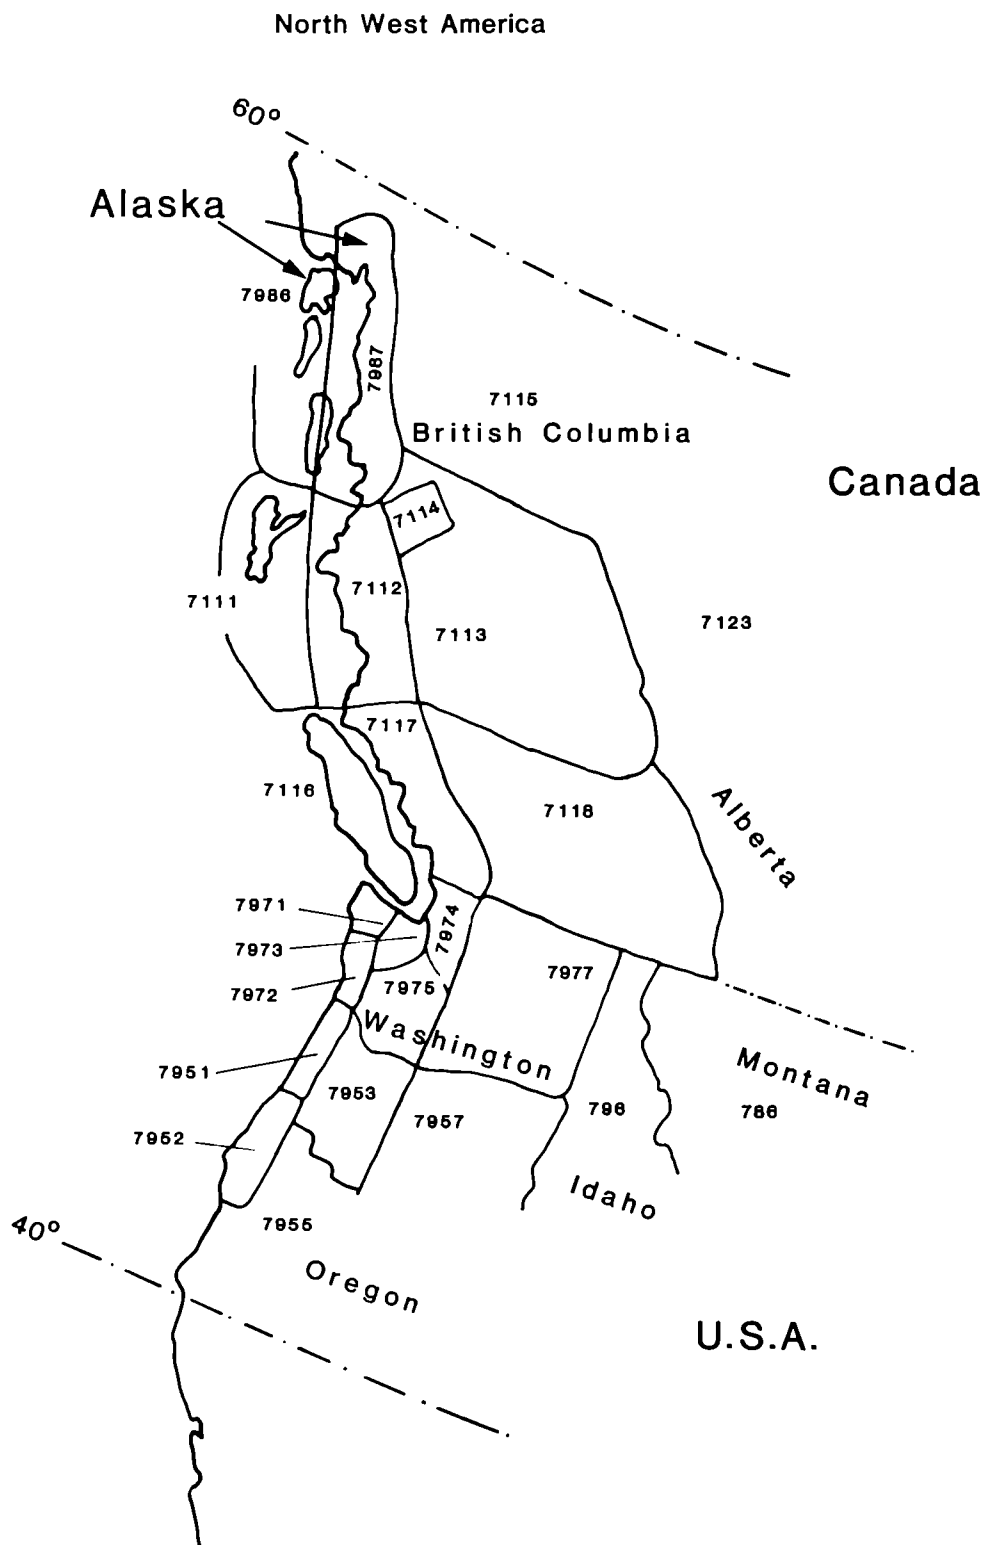 North West America
60°
Alaska
7986
7987
7115
British Columbia
Canada
7114
7112
7111
7113
7123
7117
7116
7118
Alberta
7971
7974
7973
7977
7975
7972
Washington
7951
Montana
7953
796
786
7957
7952
Idaho
7955
40°
Oregon
U.S.A.